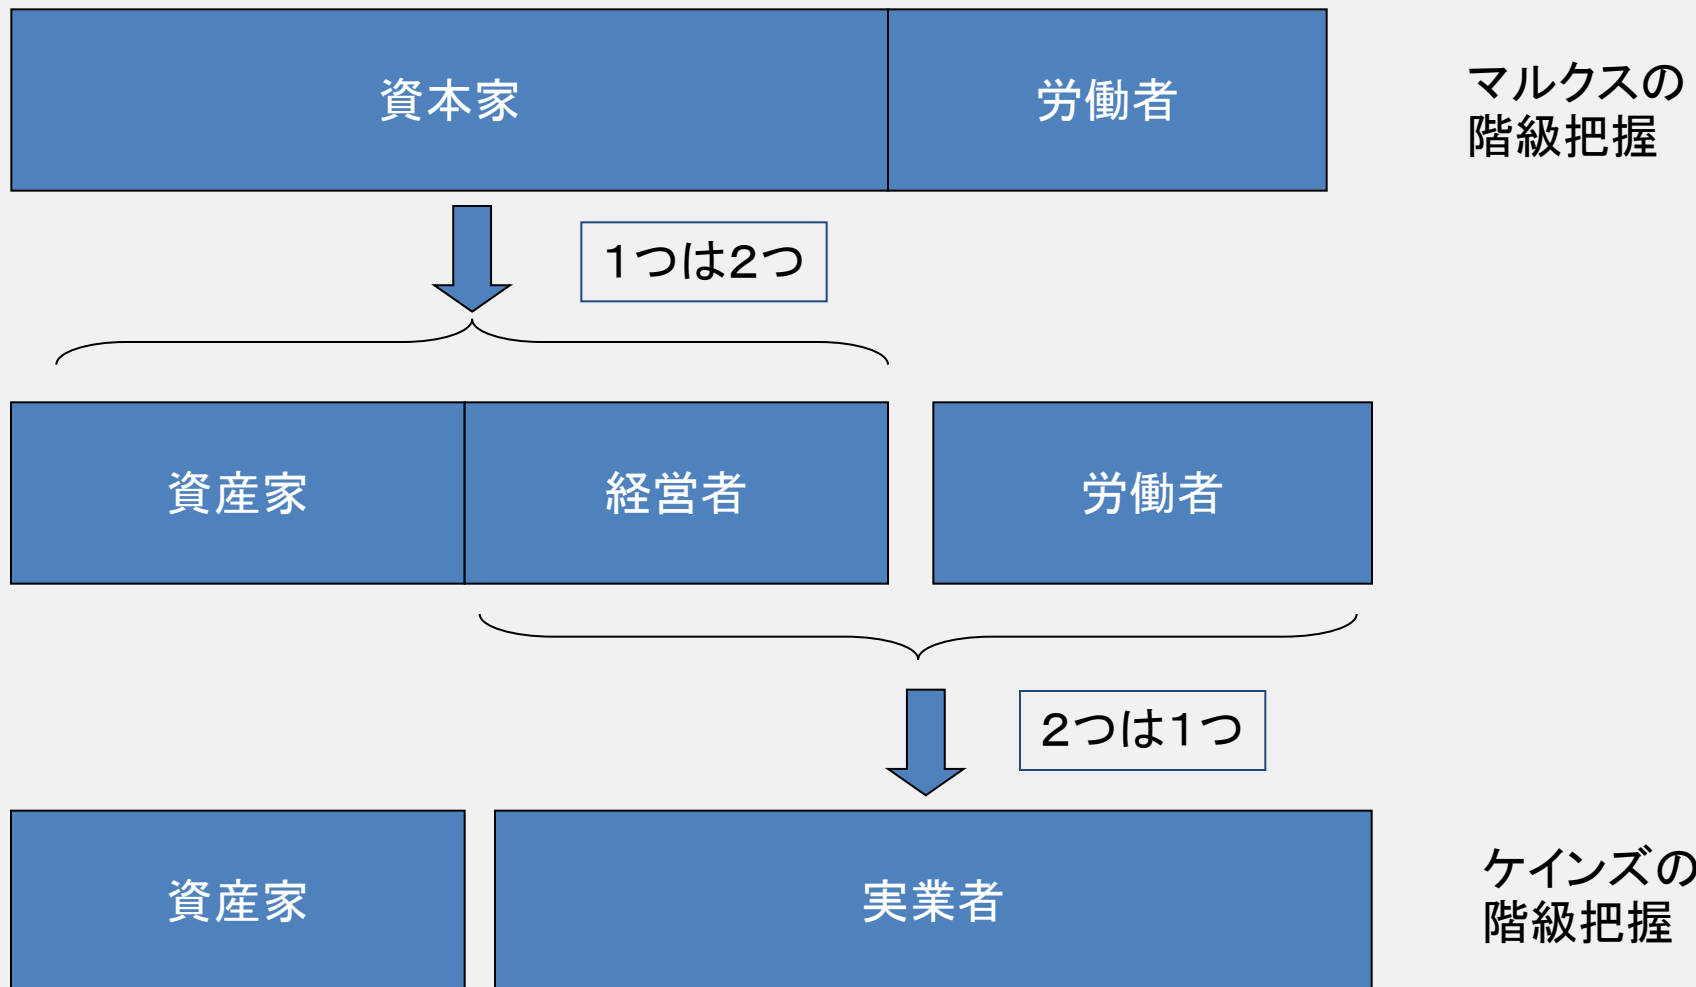 資本家
労働者
マルクスの
階級把握
1つは2つ
資産家
経営者
労働者
2つは1つ
資産家
実業者
ケインズの
階級把握